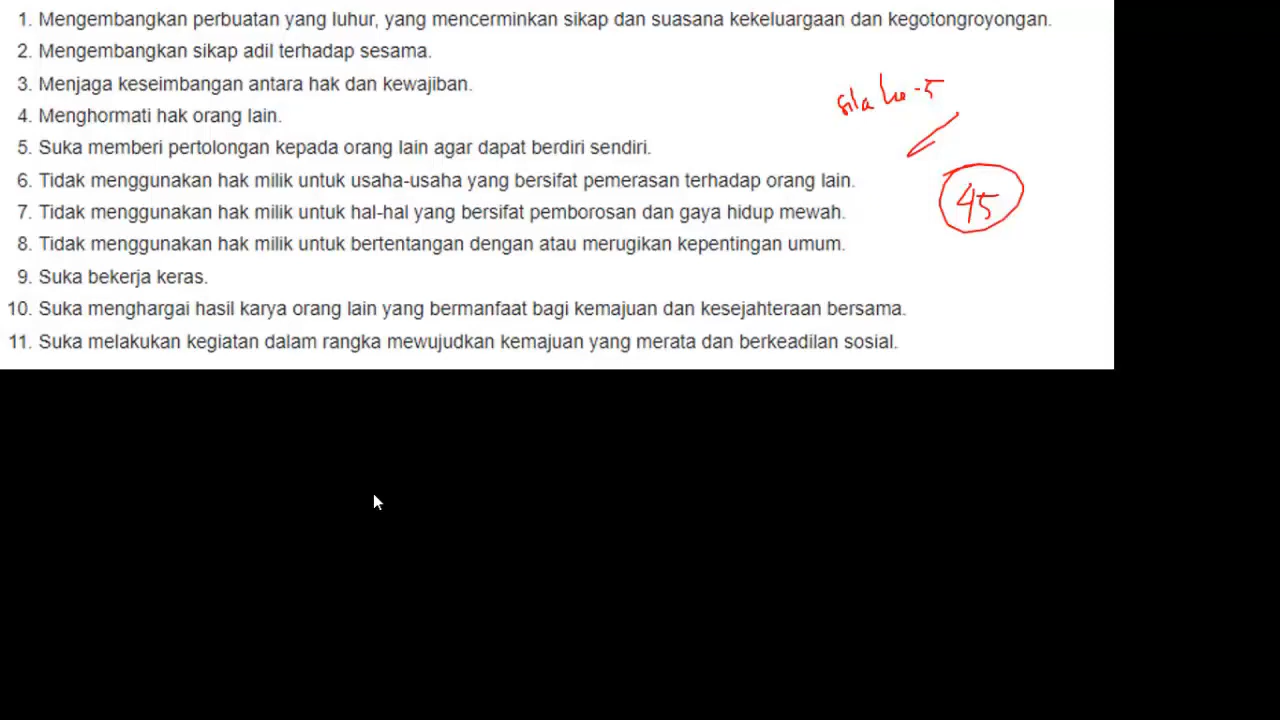 1. Mengembangkan perbuatan yang luhur, yang mencerminkan sikap dan suasana kekeluargaan dan kegotongroyongan.
2. Mengembangkan sikap adil terhadap sesama.
3. Menjaga keseimbangan antara hak dan kewajiban.
4. Menghormati hak orang lain.
5. Suka memberi pertolongan kepada orang lain agar dapat berdiri sendiri.
6. Tidak menggunakan hak milik untuk usaha-usaha yang bersifat pemerasan terhadap orang lain.
7. Tidak menggunakan hak milik untuk hal-hal yang bersifat pemborosan dan gaya hidup mewah.
8. Tidak menggunakan hak milik untuk bertentangan dengan atau merugikan kepentingan umum.
9. Suka bekerja keras.
10. Suka menghargai hasil karya orang lain yang bermanfaat bagi kemajuan dan kesejahteraan bersama.
11. Suka melakukan kegiatan dalam rangka mewujudkan kemajuan yang merata dan berkeadilan sosial.
sila ke-5
45